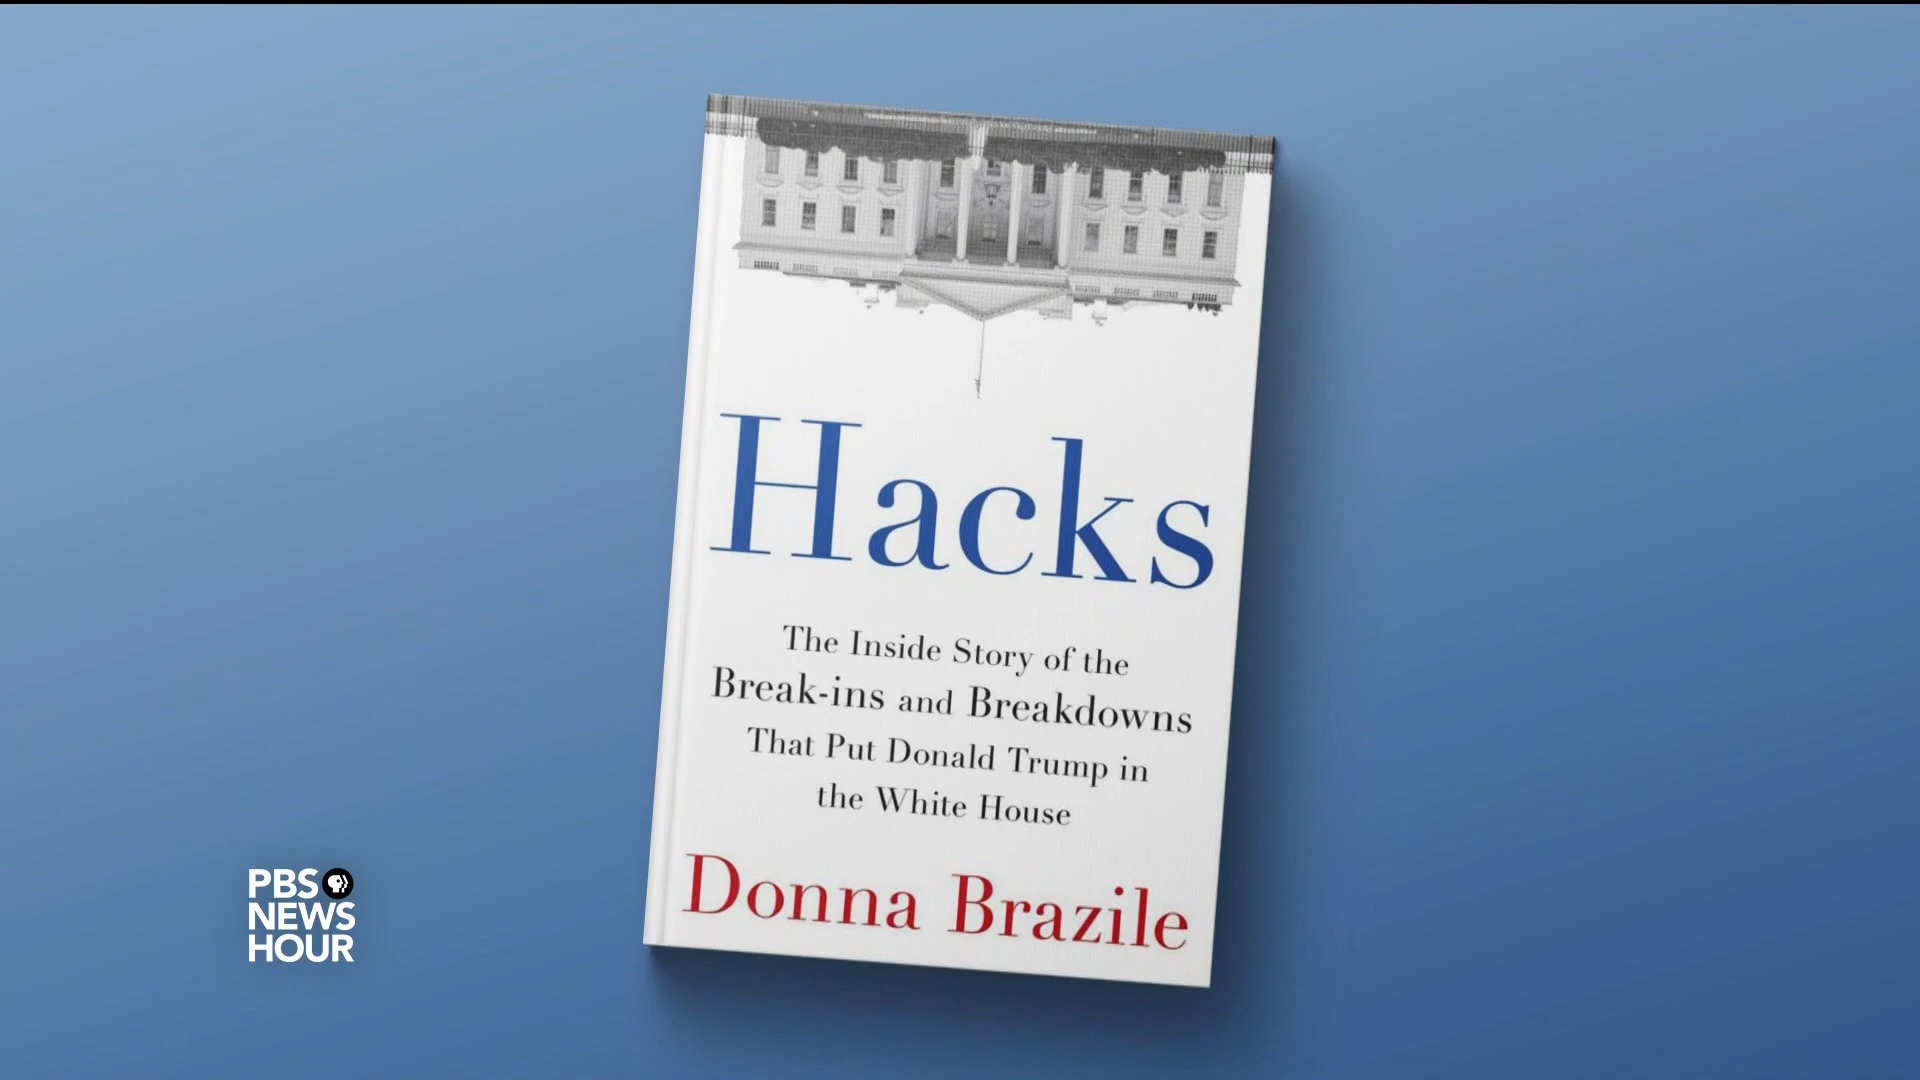 Hacks
The Inside Story of the
Break-ins and Breakdowns
That Put Donald Trump in
the White House
Donna Brazile
PBS
NEWS
HOUR